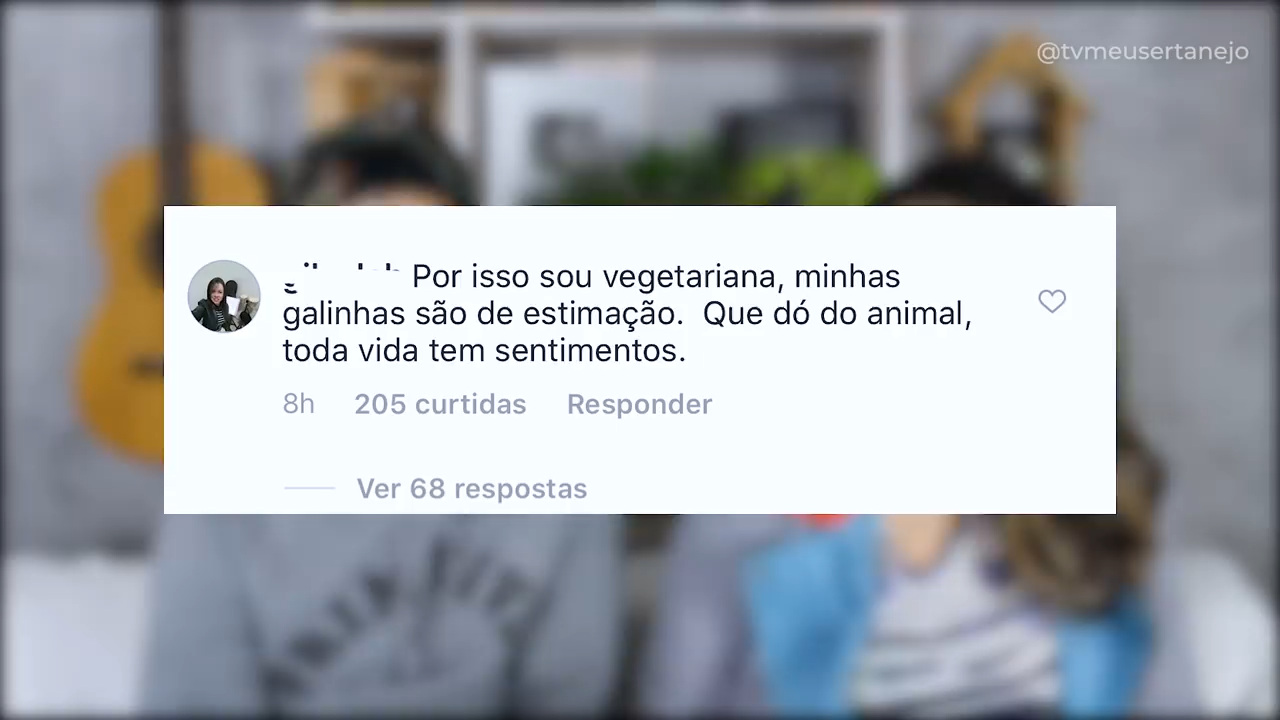 @tvmeusertanejo
Por isso sou vegetariana, minhas
galinhas são de estimação.  Que dó do animal,
toda vida tem sentimentos.
8h 205 curtidas Responder
Ver 68 respostas